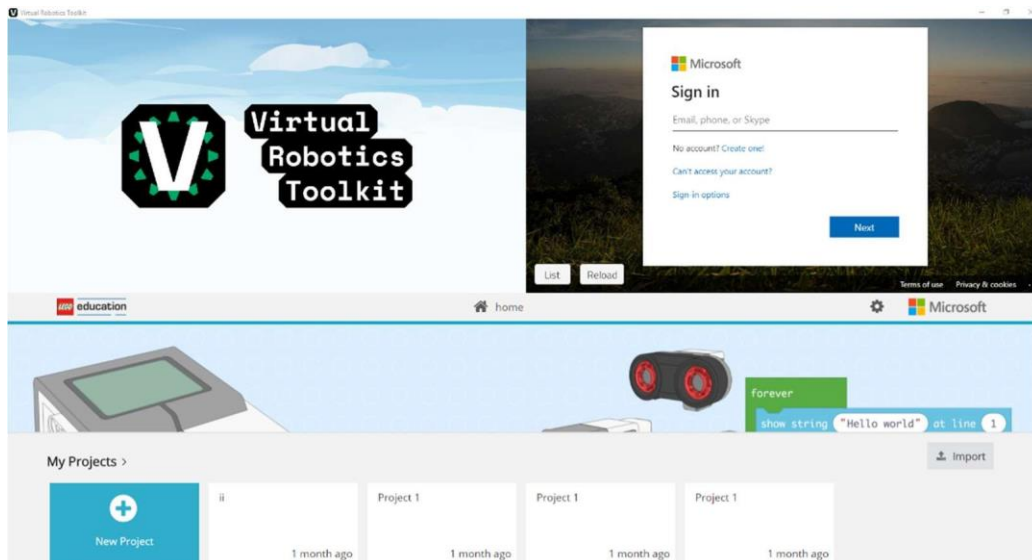 Virtual Robotics Toolkit
Virtual
Robotics
Toolkit
Microsoft
Sign in
Email, phone, or Skype
No account? Create one!
Can't access your account?
Sign-in options
Next
List
Reload
Terms of use Privacy & cookies
LEGO education
home
Microsoft
forever
show string "Hello world" at line 1
My Projects >
Import
New Project
ii
1 month ago
Project 1
1 month ago
Project 1
1 month ago
Project 1
1 month ago